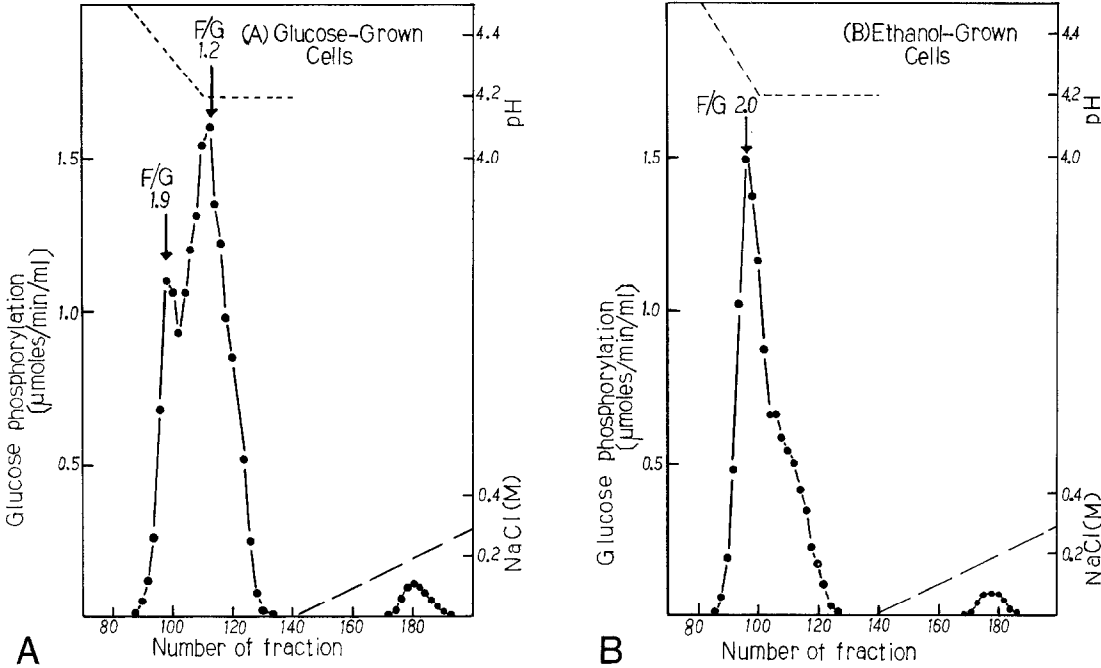 (A) Glucose-Grown
Cells
F/G
1.2
F/G
1.9
1.5
1.0
0.5
Glucose phosphorylation
(μmoles/min/ml)
4.4
4.2
4.0
pH
0.4
0.2
NaCl(M)
80
100
120
140
160
180
Number of fraction
A
(B)Ethanol-Grown
Cells
F/G 2.0
1.5
1.0
0.5
Glucose phosphorylation
(μmoles/min/ml)
4.4
4.2
4.0
pH
0.4
0.2
NaCl(M)
80
100
120
140
160
180
Number of fraction
B